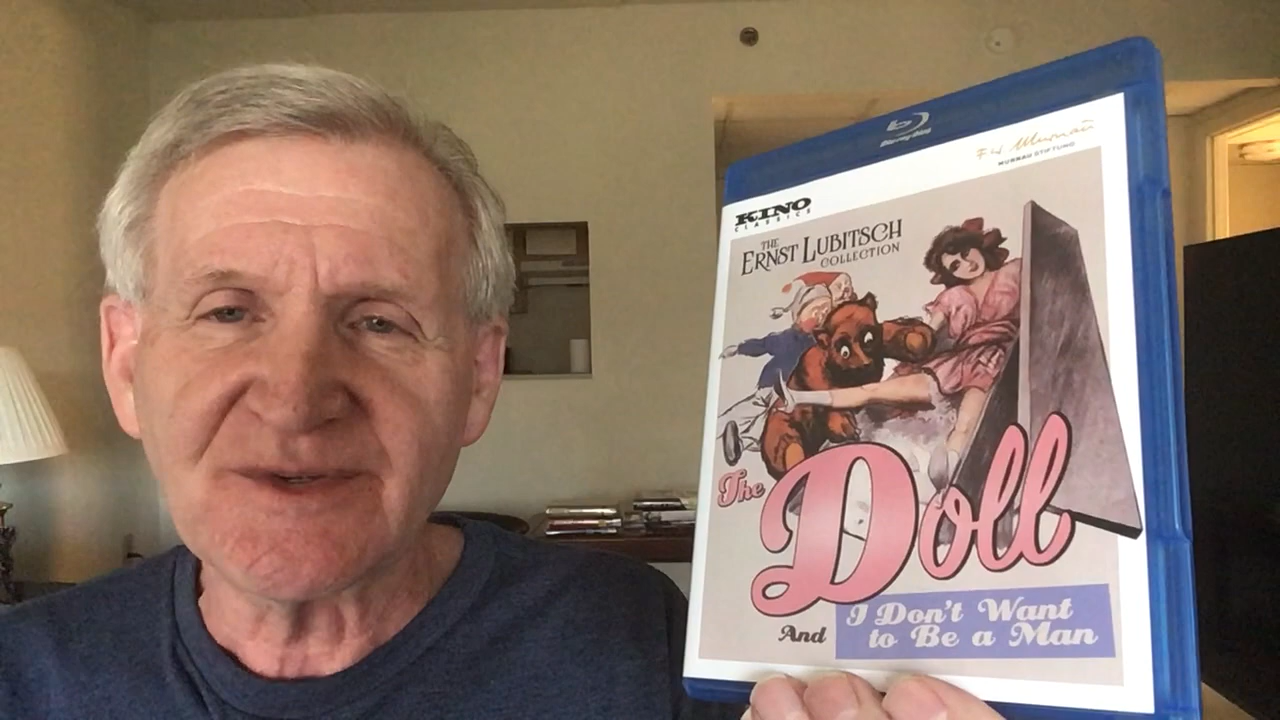 Blu-ray Disc
F.W. Murnau
MURNAU STIFTUNG
KINO
CLASSICS
THE
ERNST LUBITSCH
COLLECTION
The
Doll
And
I Don't Want
to Be a Man